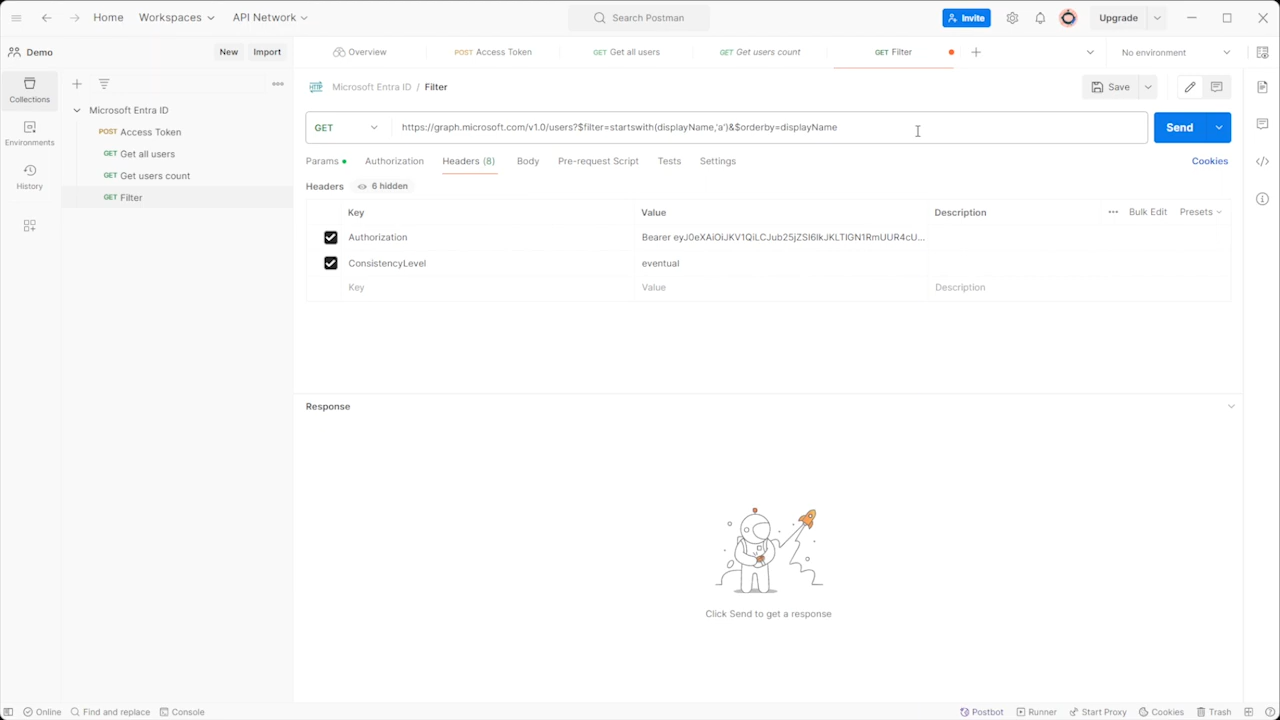 Home
Workspaces
API Network
Search Postman
Invite
Upgrade
Demo
New
Import
Overview
POST Access Token
GET Get all users
GET Get users count
GET Filter
No environment
Collections
Environments
History
Microsoft Entra ID
POST Access Token
GET Get all users
GET Get users count
GET Filter
HTTP
Microsoft Entra ID / Filter
Save
GET
https://graph.microsoft.com/v1.0/users?$filter=startswith(displayName,'a')&$orderby=displayName
Send
Params
Authorization
Headers (8)
Body
Pre-request Script
Tests
Settings
Cookies
Headers
6 hidden
Key
Value
Description
Bulk Edit
Presets
Authorization
Bearer eyJ0eXAiOiJKV1QiLCJub25jZSI6IkJKLTlGN1RmUUR4cU...
ConsistencyLevel
eventual
Key
Value
Description
Response
Click Send to get a response
Online
Find and replace
Console
Postbot
Runner
Start Proxy
Cookies
Trash